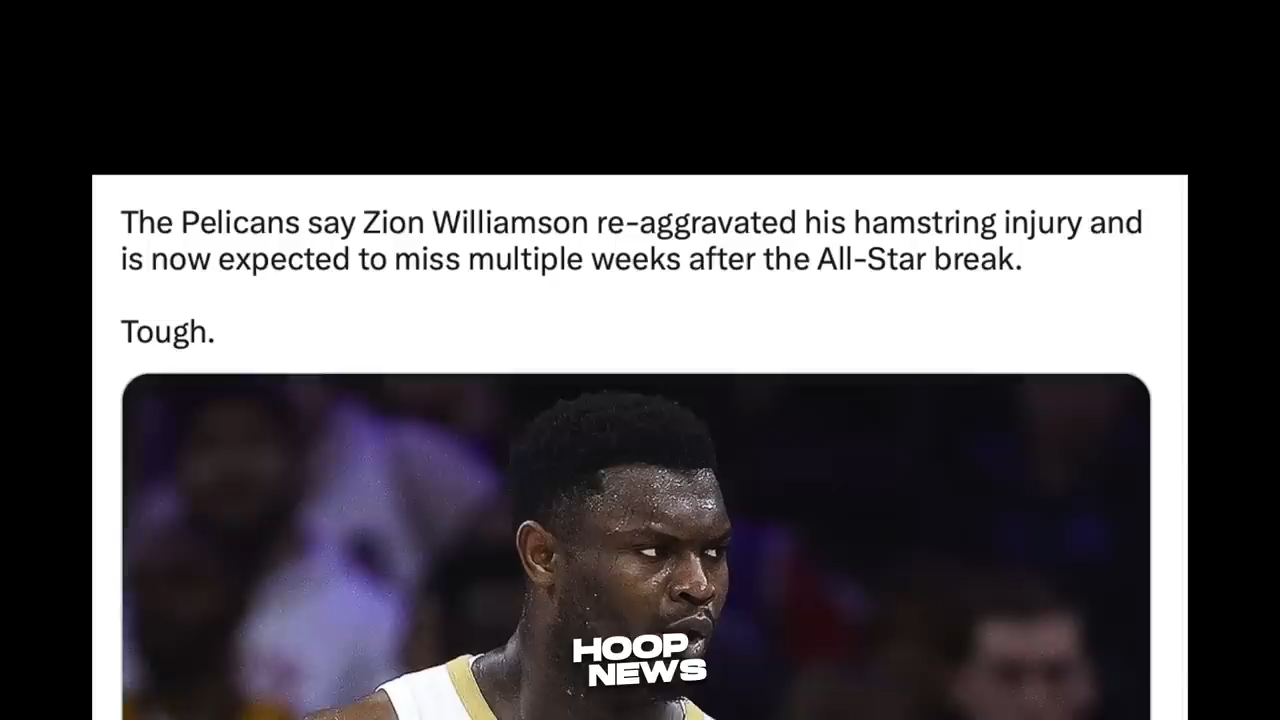 The Pelicans say Zion Williamson re-aggravated his hamstring injury and
is now expected to miss multiple weeks after the All-Star break.
Tough.
HOOP
NEWS